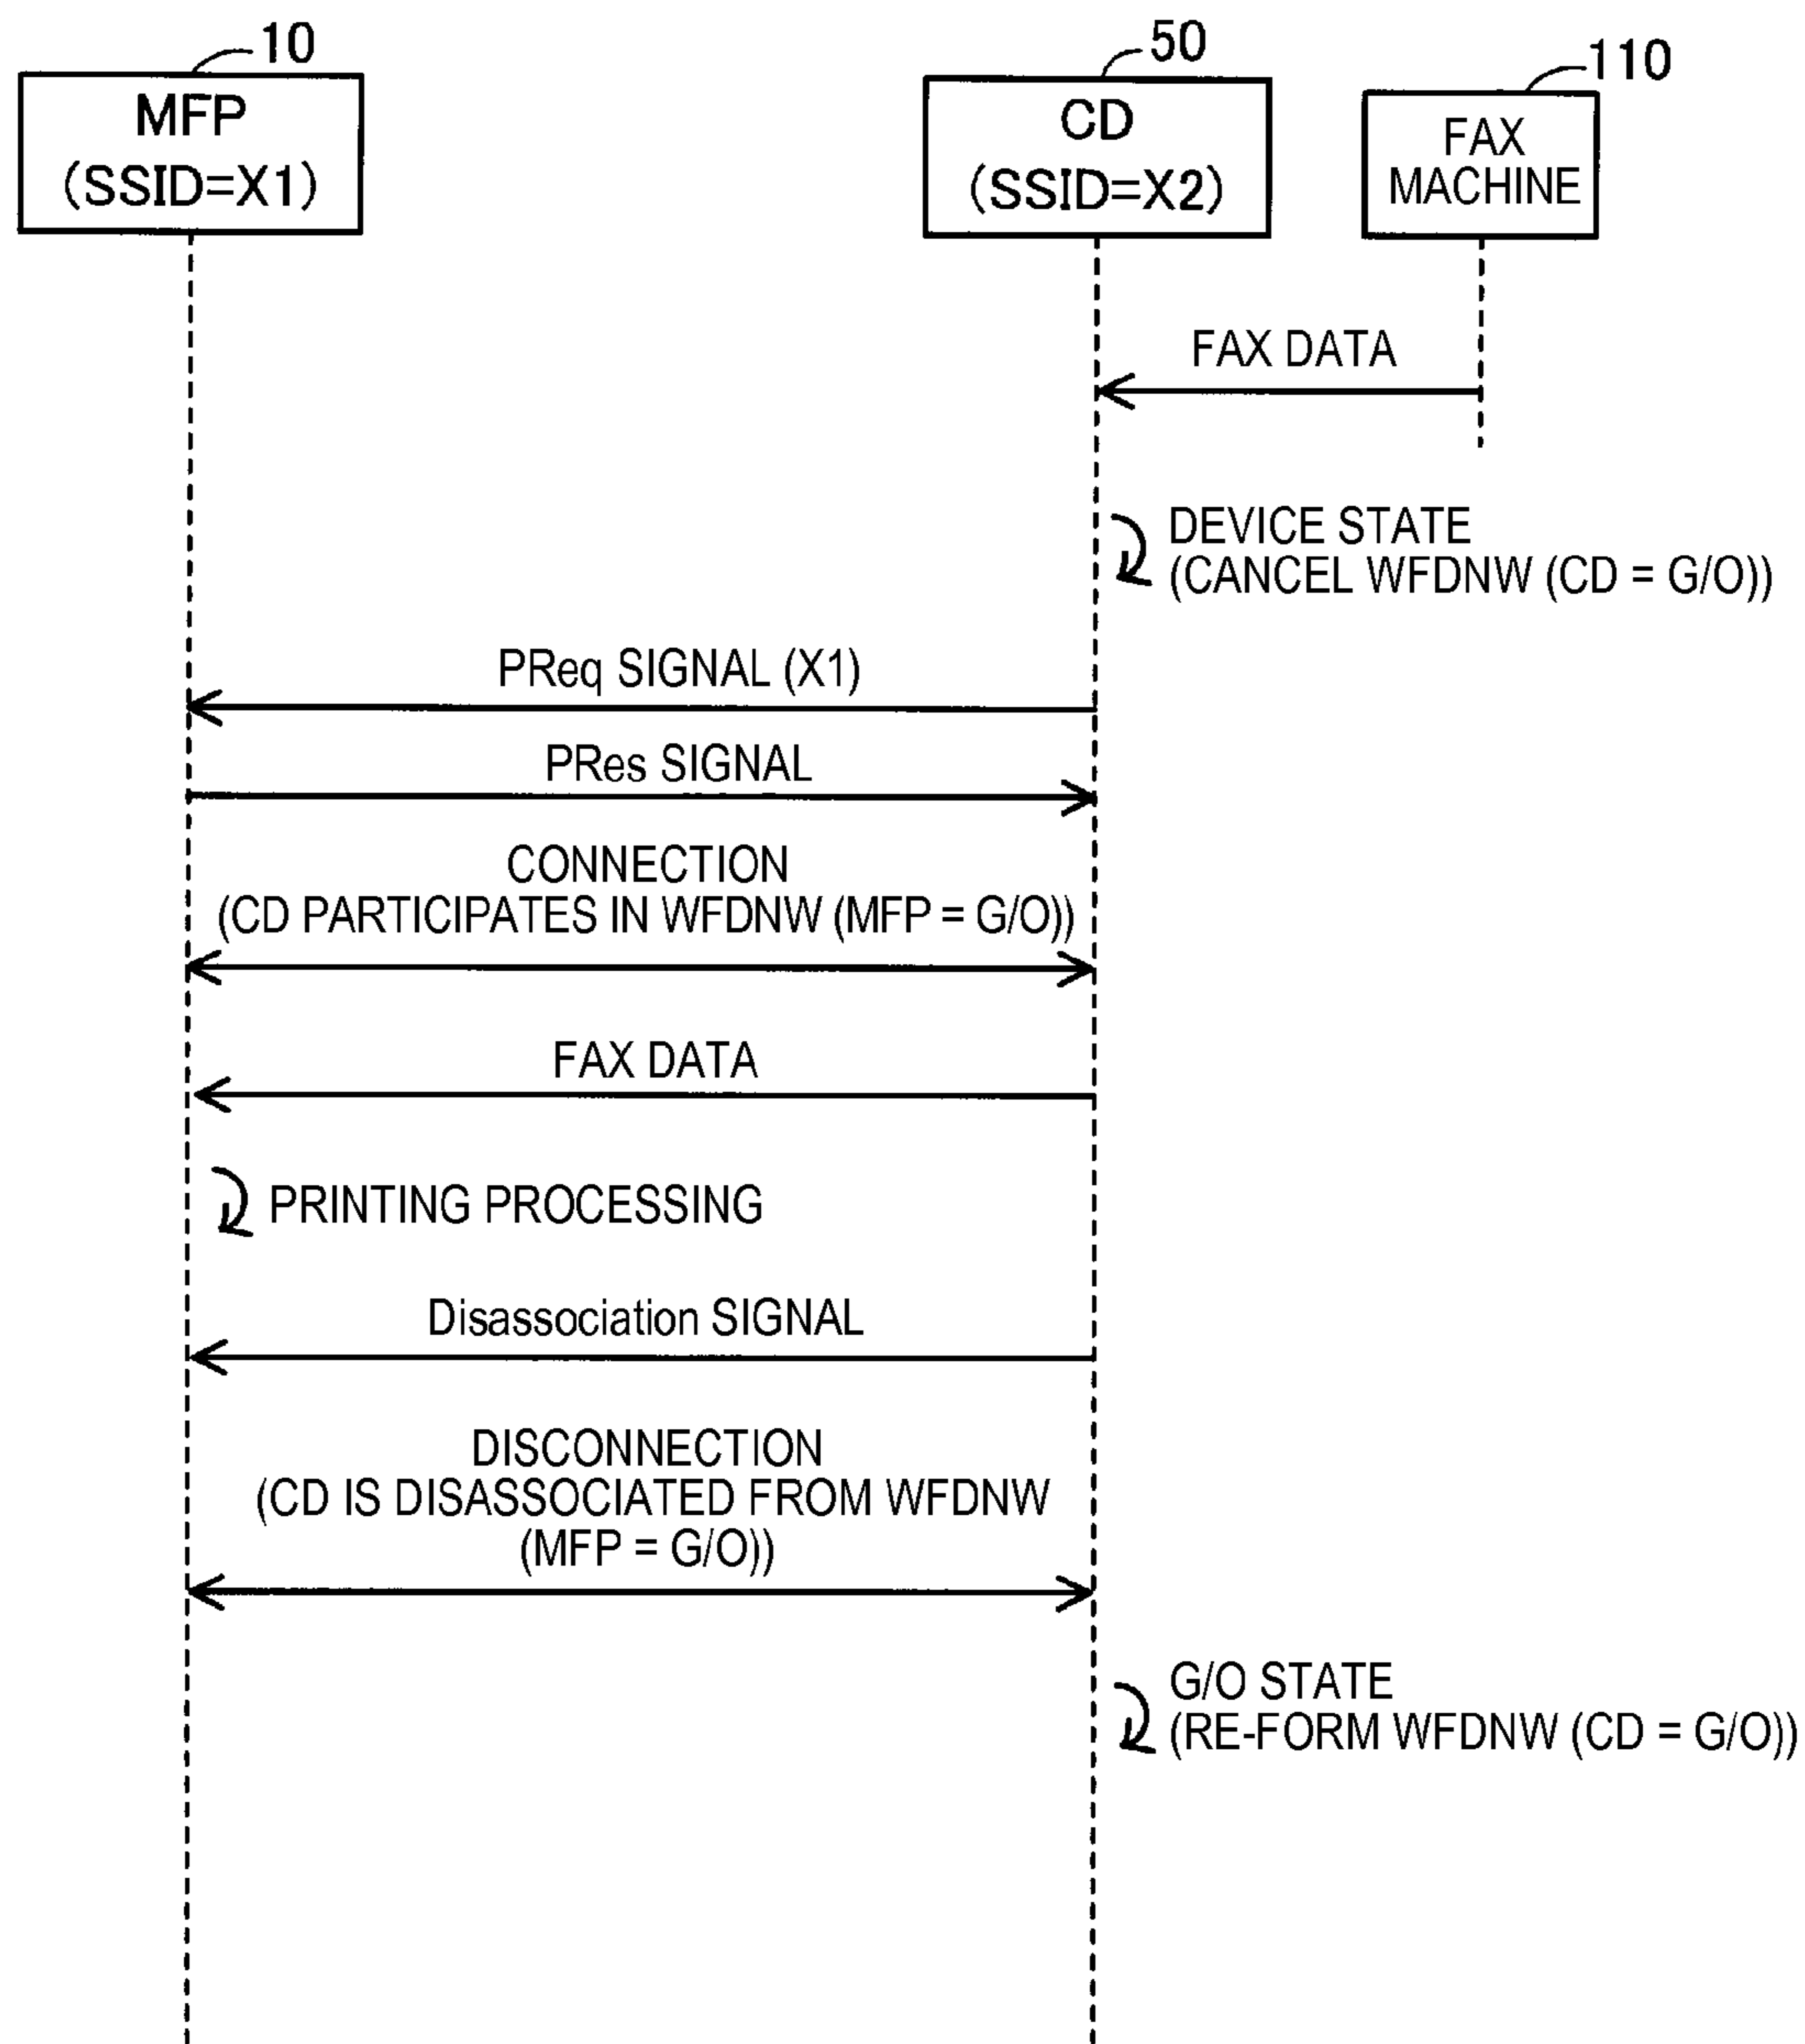 10
50
110
MFP
(SSID=X1)
CD
(SSID=X2)
FAX
MACHINE
FAX DATA
DEVICE STATE
(CANCEL WFDNW (CD = G/O))
PReq SIGNAL (X1)
PRes SIGNAL
CONNECTION
(CD PARTICIPATES IN WFDNW (MFP = G/O))
FAX DATA
PRINTING PROCESSING
Disassociation SIGNAL
DISCONNECTION
(CD IS DISASSOCIATED FROM WFDNW
(MFP = G/O))
G/O STATE
(RE-FORM WFDNW (CD = G/O))